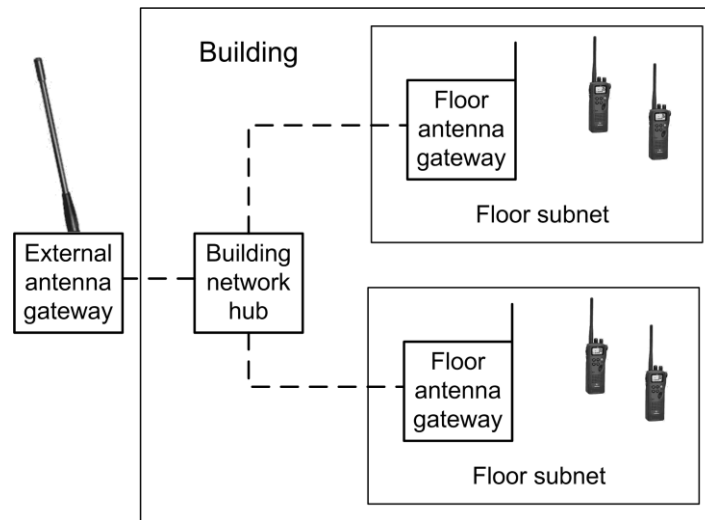 Building
Floor
antenna
gateway
Floor subnet
External
antenna
gateway
Building
network
hub
Floor
antenna
gateway
Floor subnet